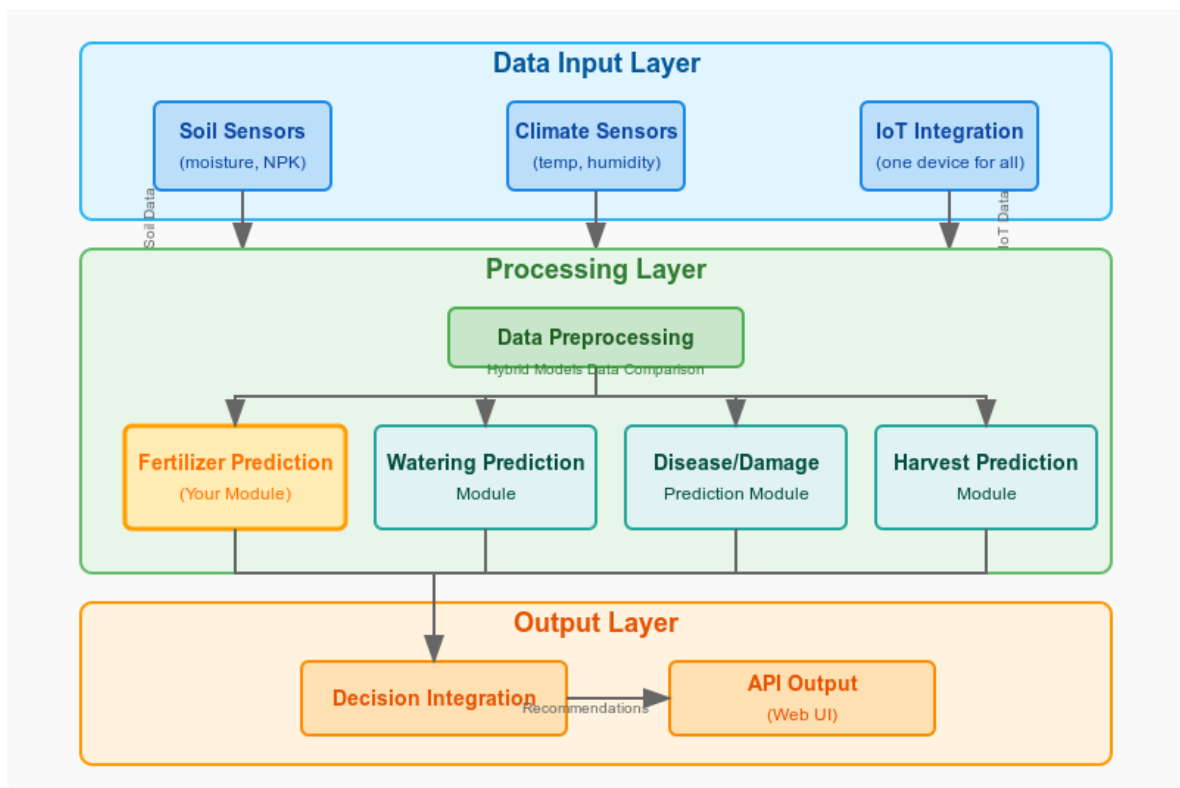 Data Input Layer
Soil Sensors
(moisture, NPK)
Climate Sensors
(temp, humidity)
IoT Integration
(one device for all)
Soil Data
IoT Data
Processing Layer
Data Preprocessing
Hybrid Models Data Comparison
Fertilizer Prediction
(Your Module)
Watering Prediction
Module
Disease/Damage
Prediction Module
Harvest Prediction
Module
Output Layer
Decision Integration
Recommendations
API Output
(Web UI)